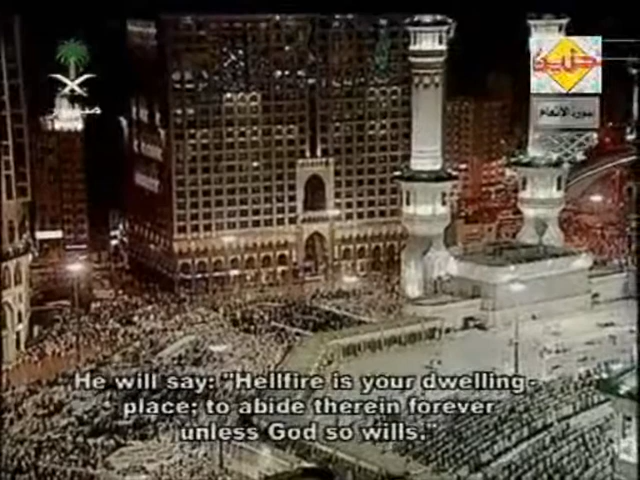 سورة الأنعام
He will say: "Hellfire is your dwelling-
place: to abide therein forever
unless God so wills."